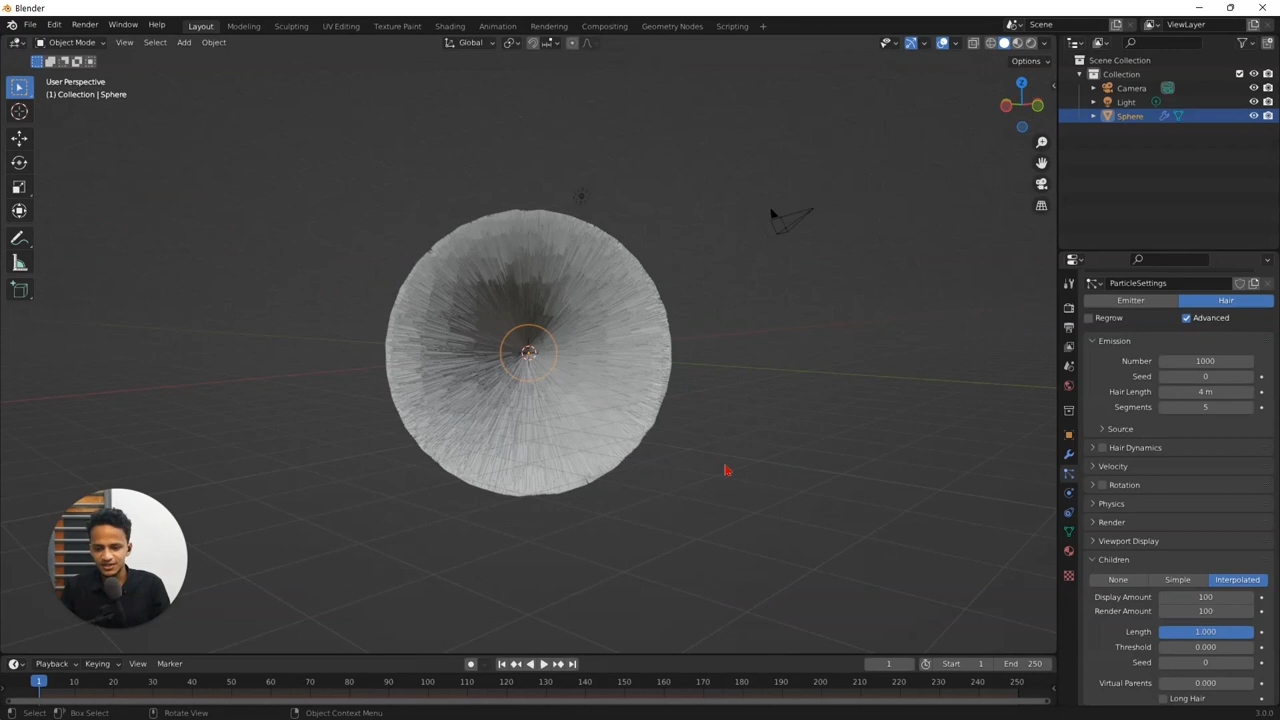 Blender
File Edit Render Window Help Layout Modeling Sculpting UV Editing Texture Paint Shading Animation Rendering Compositing Geometry Nodes Scripting + Scene ViewLayer
Object Mode View Select Add Object Global
Options
User Perspective
(1) Collection | Sphere
Z
Scene Collection
Collection
Camera
Light
Sphere
ParticleSettings
Emitter Hair
Regrow Advanced
Emission
Number 1000
Seed 0
Hair Length 4 m
Segments 5
Source
Hair Dynamics
Velocity
Rotation
Physics
Render
Viewport Display
Children
None Simple Interpolated
Display Amount 100
Render Amount 100
Length 1.000
Threshold 0.000
Seed 0
Virtual Parents 0.000
Long Hair
Playback Keying View Marker 1 Start 1 End 250
1 10 20 30 40 50 60 70 80 90 100 110 120 130 140 150 160 170 180 190 200 210 220 230 240 250
Select Box Select Rotate View Object Context Menu 3.0.0